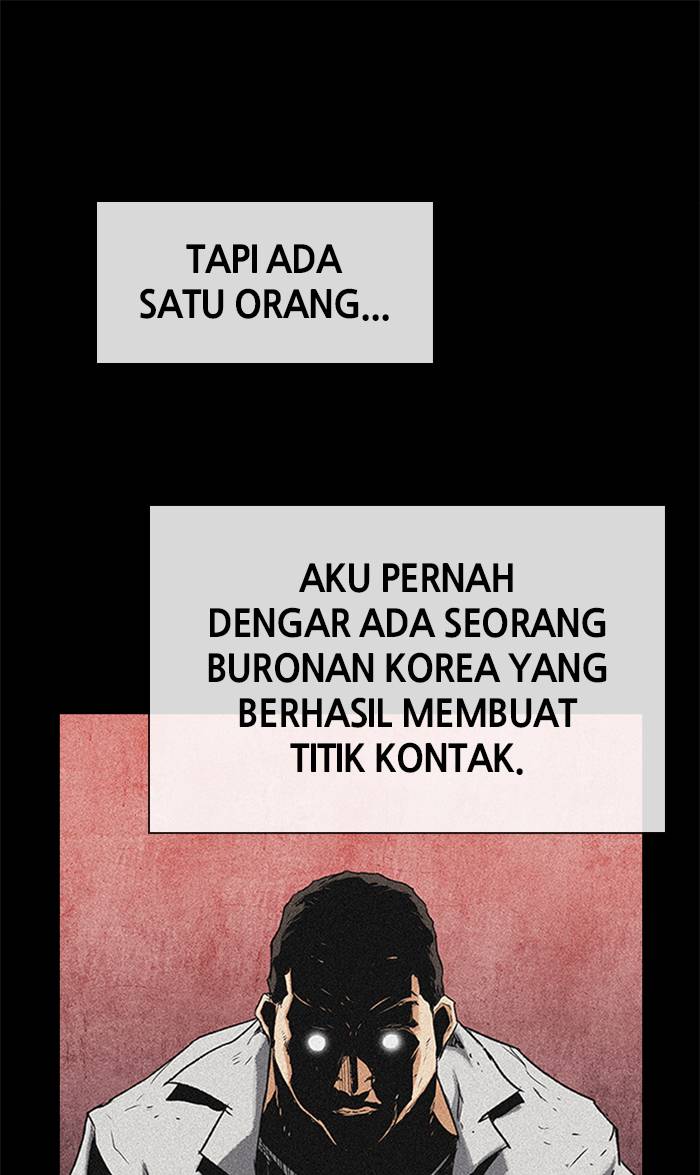 TAPI ADA
SATU ORANG...
AKU PERNAH
DENGAR ADA SEORANG
BURONAN KOREA YANG
BERHASIL MEMBUAT
TITIK KONTAK.